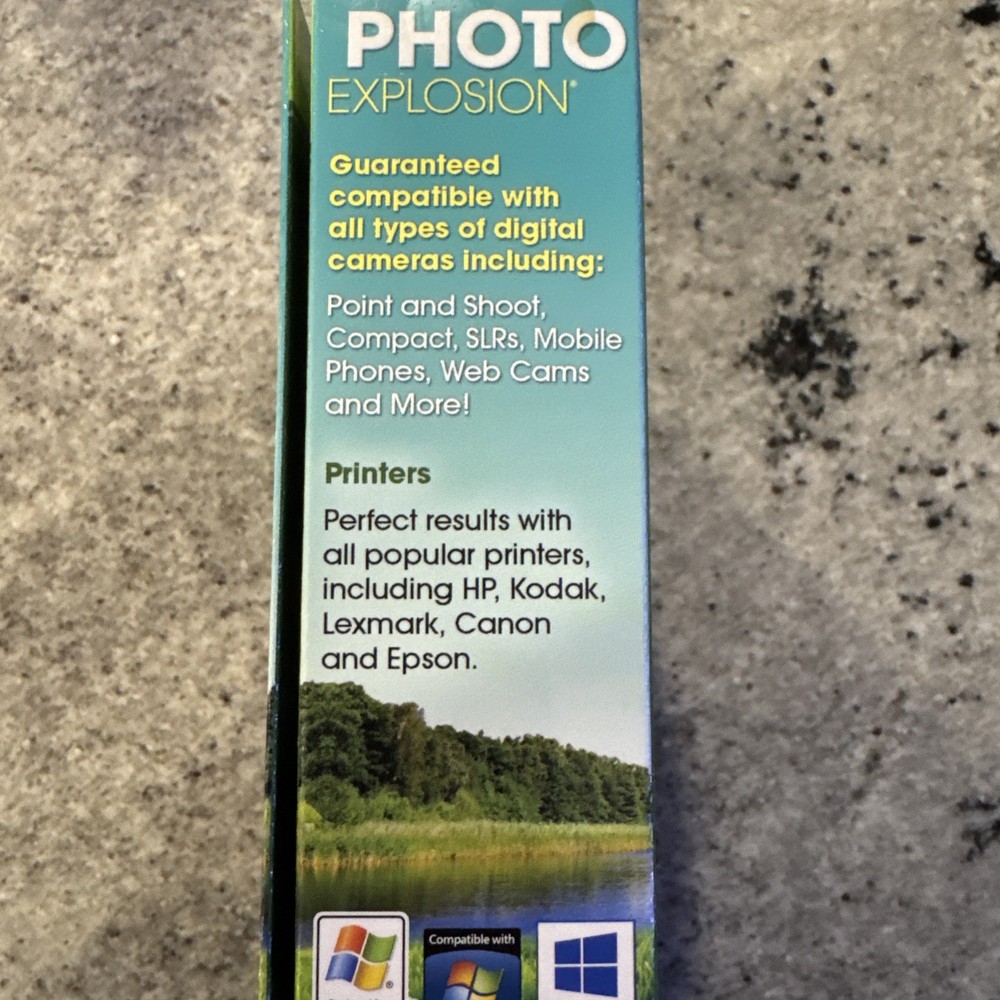 PHOTO
EXPLOSION®
Guaranteed
compatible with
all types of digital
cameras including:
Point and Shoot,
Compact, SLRs, Mobile
Phones, Web Cams
and More!
Printers
Perfect results with
all popular printers,
including HP, Kodak,
Lexmark, Canon
and Epson.
®
Compatible with